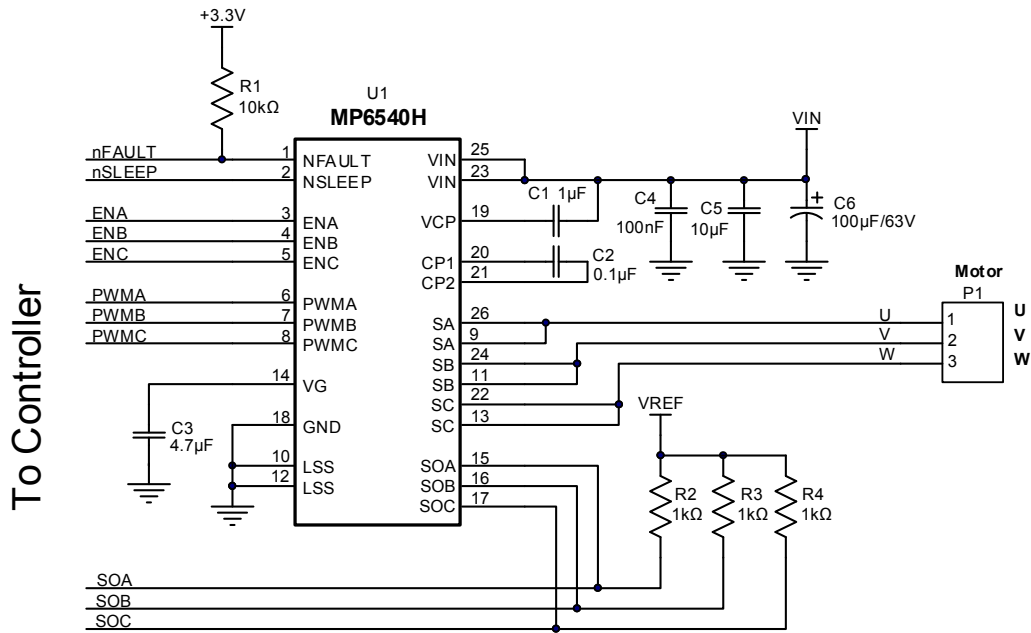 +3.3V
R1
10kΩ
U1
MP6540H
VIN
nFAULT
1
NFAULT
VIN
25
nSLEEP
2
NSLEEP
VIN
23
C1 1µF
C4
100nF
C5
10µF
+
C6
100µF/63V
ENA
3
ENA
VCP
19
ENB
4
ENB
ENC
5
ENC
CP1
20
C2
0.1µF
CP2
21
Motor
P1
PWMA
6
PWMA
PWMB
7
PWMB
PWMC
8
PWMC
SA
26
U
1
U
SA
9
V
2
V
SB
24
W
3
W
SB
11
14
VG
SC
22
VREF
C3
4.7µF
18
GND
SC
13
10
LSS
SOA
15
12
LSS
SOB
16
SOC
17
R2
1kΩ
R3
1kΩ
R4
1kΩ
To Controller
SOA
SOB
SOC